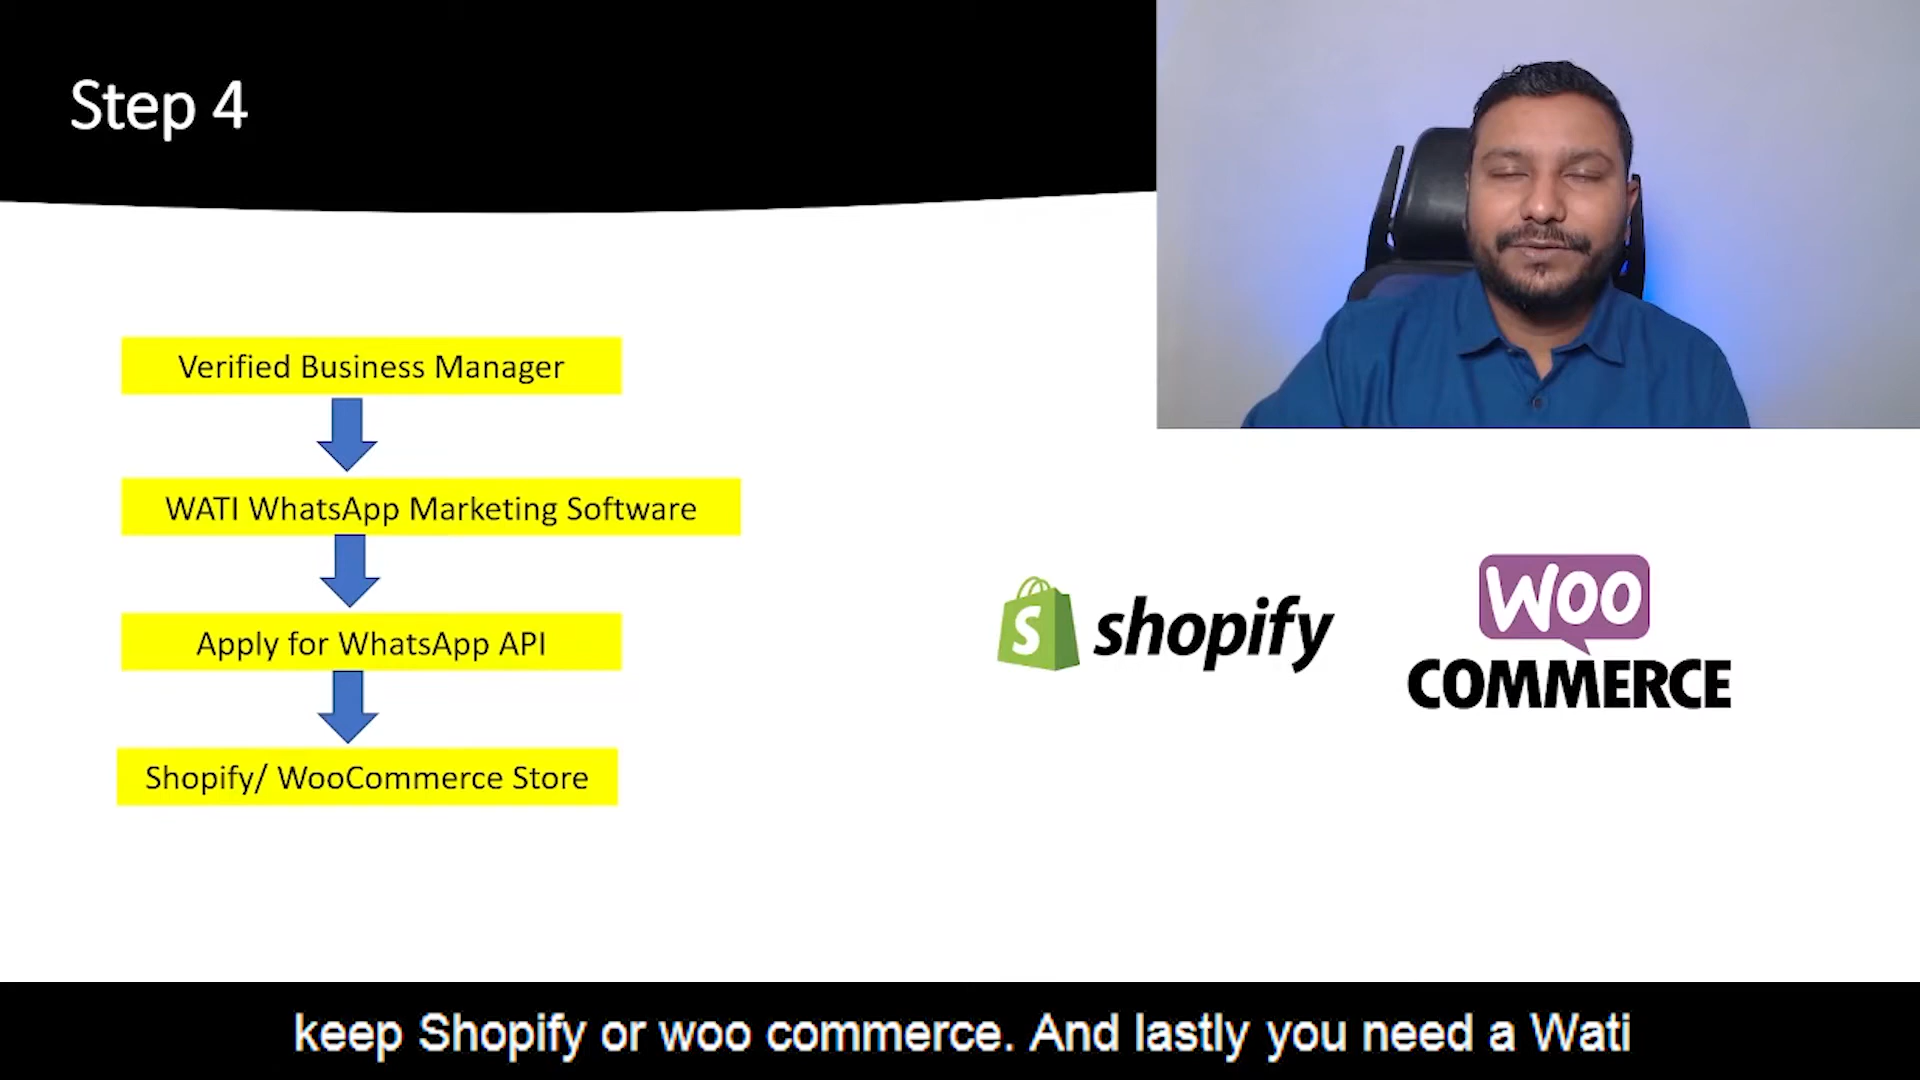 Step 4
Verified Business Manager
WATI WhatsApp Marketing Software
Apply for WhatsApp API
Shopify/ WooCommerce Store
S shopify
WOO
COMMERCE
keep Shopify or woo commerce. And lastly you need a Wati